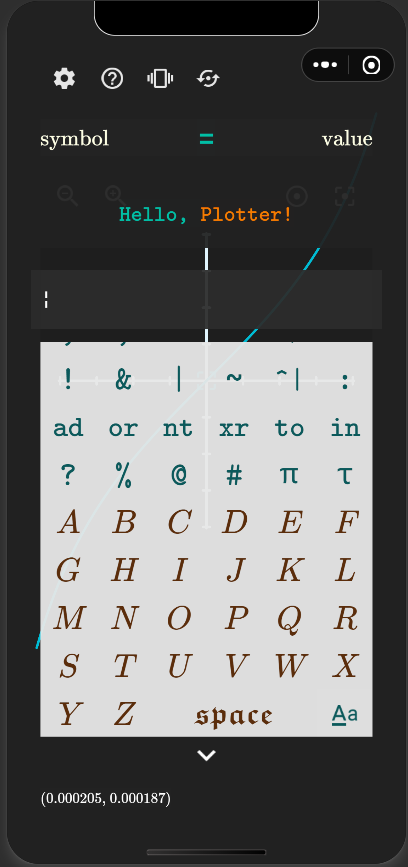 symbol = value
Hello, Plotter!
! & | ~ ^| :
ad or nt xr to in
? % @ # π τ
A B C D E F
G H I J K L
M N O P Q R
S T U V W X
Y Z space Aa
(0.000205, 0.000187)